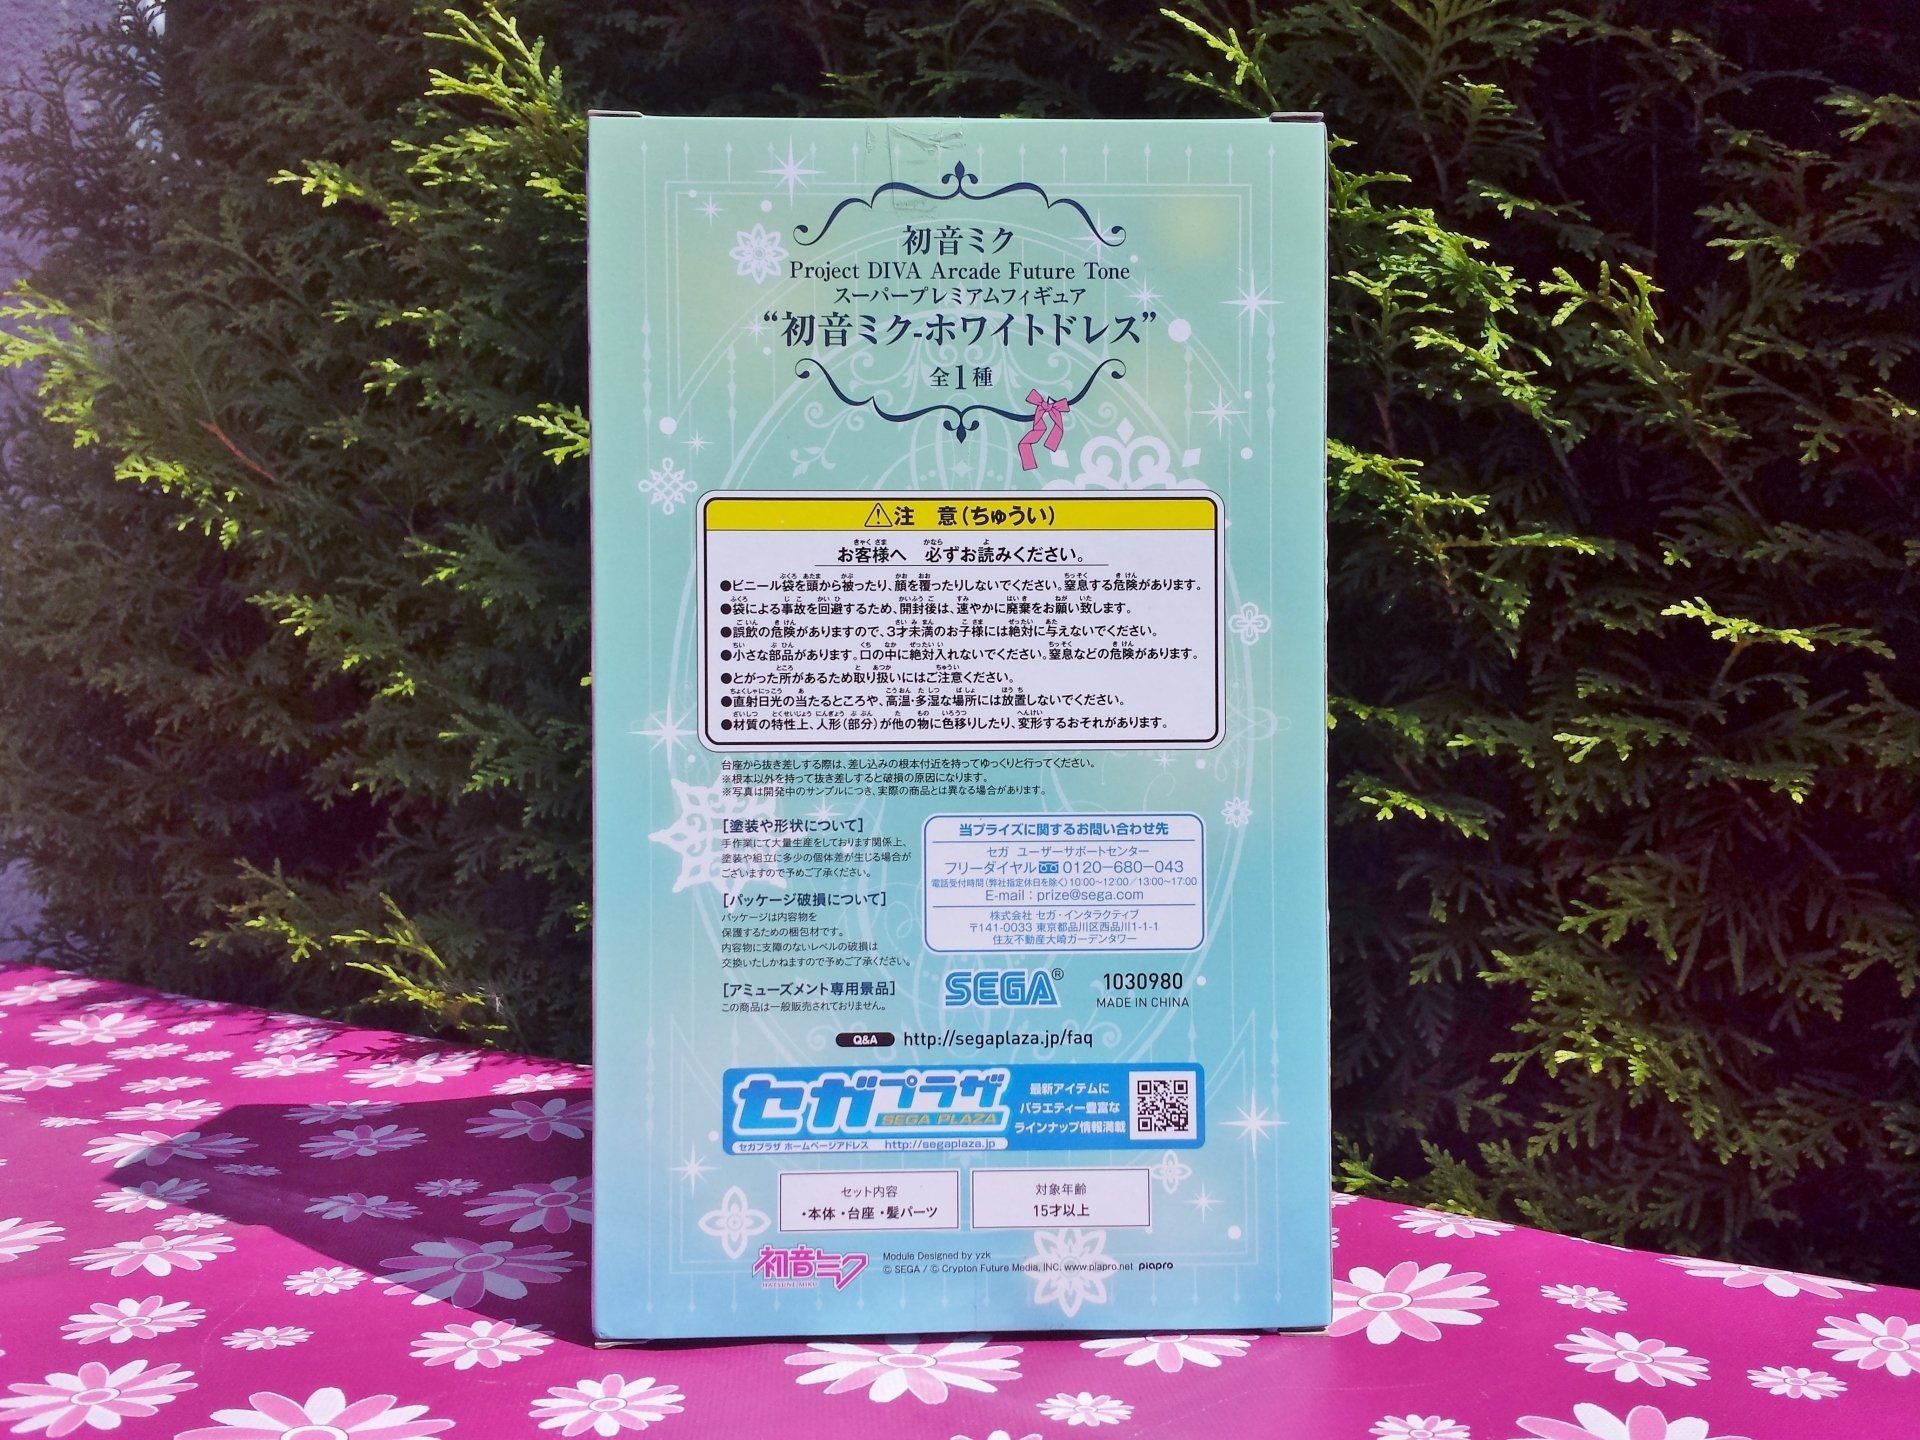 初音ミク
Project DIVA Arcade Future Tone
スーパープレミアムフィギュア
“初音ミク-ホワイトドレス”
全1種
注 意(ちゅうい)
お客様へ 必ずお読みください。
●ビニール袋を頭から被ったり、顔を覆ったりしないでください。窒息する危険があります。
●袋による事故を回避するため、開封後は、速やかに廃棄をお願い致します。
●誤飲の危険がありますので、3才未満のお子様には絶対に与えないでください。
●小さな部品があります。口の中に絶対入れないでください。窒息などの危険があります。
●とがった所があるため取り扱いにはご注意ください。
●直射日光の当たるところや、高温・多湿な場所には放置しないでください。
●材質の特性上、人形(部分)が他の物に色移りしたり、変形するおそれがあります。
台座から抜き差しする際は、差し込みの根本付近を持ってゆっくりと行ってください。
※根本以外を持って抜き差しすると破損の原因になります。
※写真は開発中のサンプルにつき、実際の商品とは異なる場合があります。
[塗装や形状について]
手作業にて大量生産をしております関係上、
塗装や組立に多少の個体差が生じる場合が
ございますので予めご了承ください。
[パッケージ破損について]
パッケージは内容物を
保護するための梱包材です。
内容物に支障のないレベルの破損は
交換いたしかねますので予めご了承ください。
[アミューズメント専用景品]
この商品は一般販売されておりません。
当プライズに関するお問い合わせ先
セガ ユーザーサポートセンター
フリーダイヤル 0120-680-043
電話受付時間(弊社指定休日を除く)10:00~12:00/13:00~17:00
E-mail:prize@sega.com
株式会社 セガ・インタラクティブ
〒141-0033 東京都品川区西品川1-1-1
住友不動産大崎ガーデンタワー
SEGA®
1030980
MADE IN CHINA
Q&A http://segaplaza.jp/faq
セガプラザ
SEGA PLAZA
セガプラザ ホームページアドレス http://segaplaza.jp
最新アイテムに
バラエティー豊富な
ラインナップ情報満載
セット内容
・本体・台座・髪パーツ
対象年齢
15才以上
初音ミク
HATSUNE MIKU
Module Designed by yzk
© SEGA / © Crypton Future Media, INC. www.piapro.net piapro